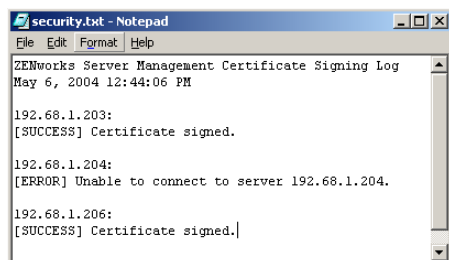 security.txt - Notepad
File Edit Format Help
ZENworks Server Management Certificate Signing Log
May 6, 2004 12:44:06 PM
192.68.1.203:
[SUCCESS] Certificate signed.
192.68.1.204:
[ERROR] Unable to connect to server 192.68.1.204.
192.68.1.206:
[SUCCESS] Certificate signed.